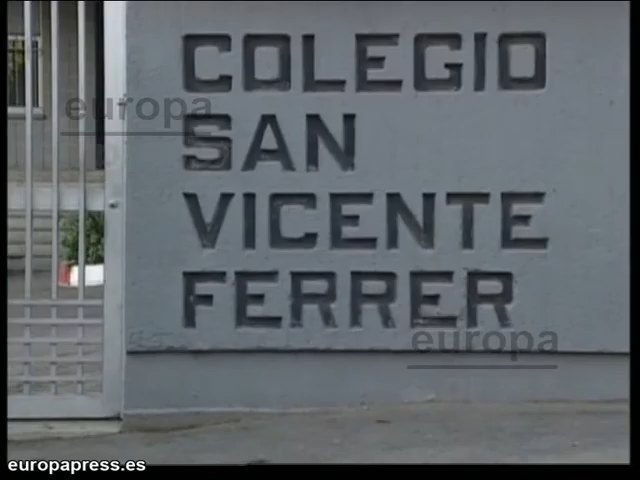 COLEGIO
SAN
VICENTE
FERRER
europa
europa
europapress.es